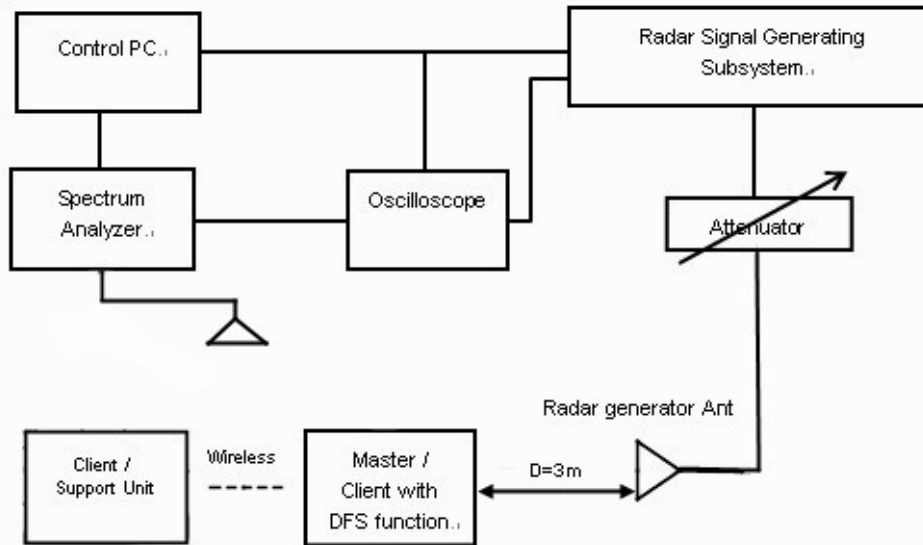 Control PC.
Radar Signal Generating
Subsystem.
Spectrum
Analyzer.
Oscilloscope
Attenuator
Radar generator Ant
Client /
Support Unit
Wireless
Master /
Client with
DFS function.
D=3m